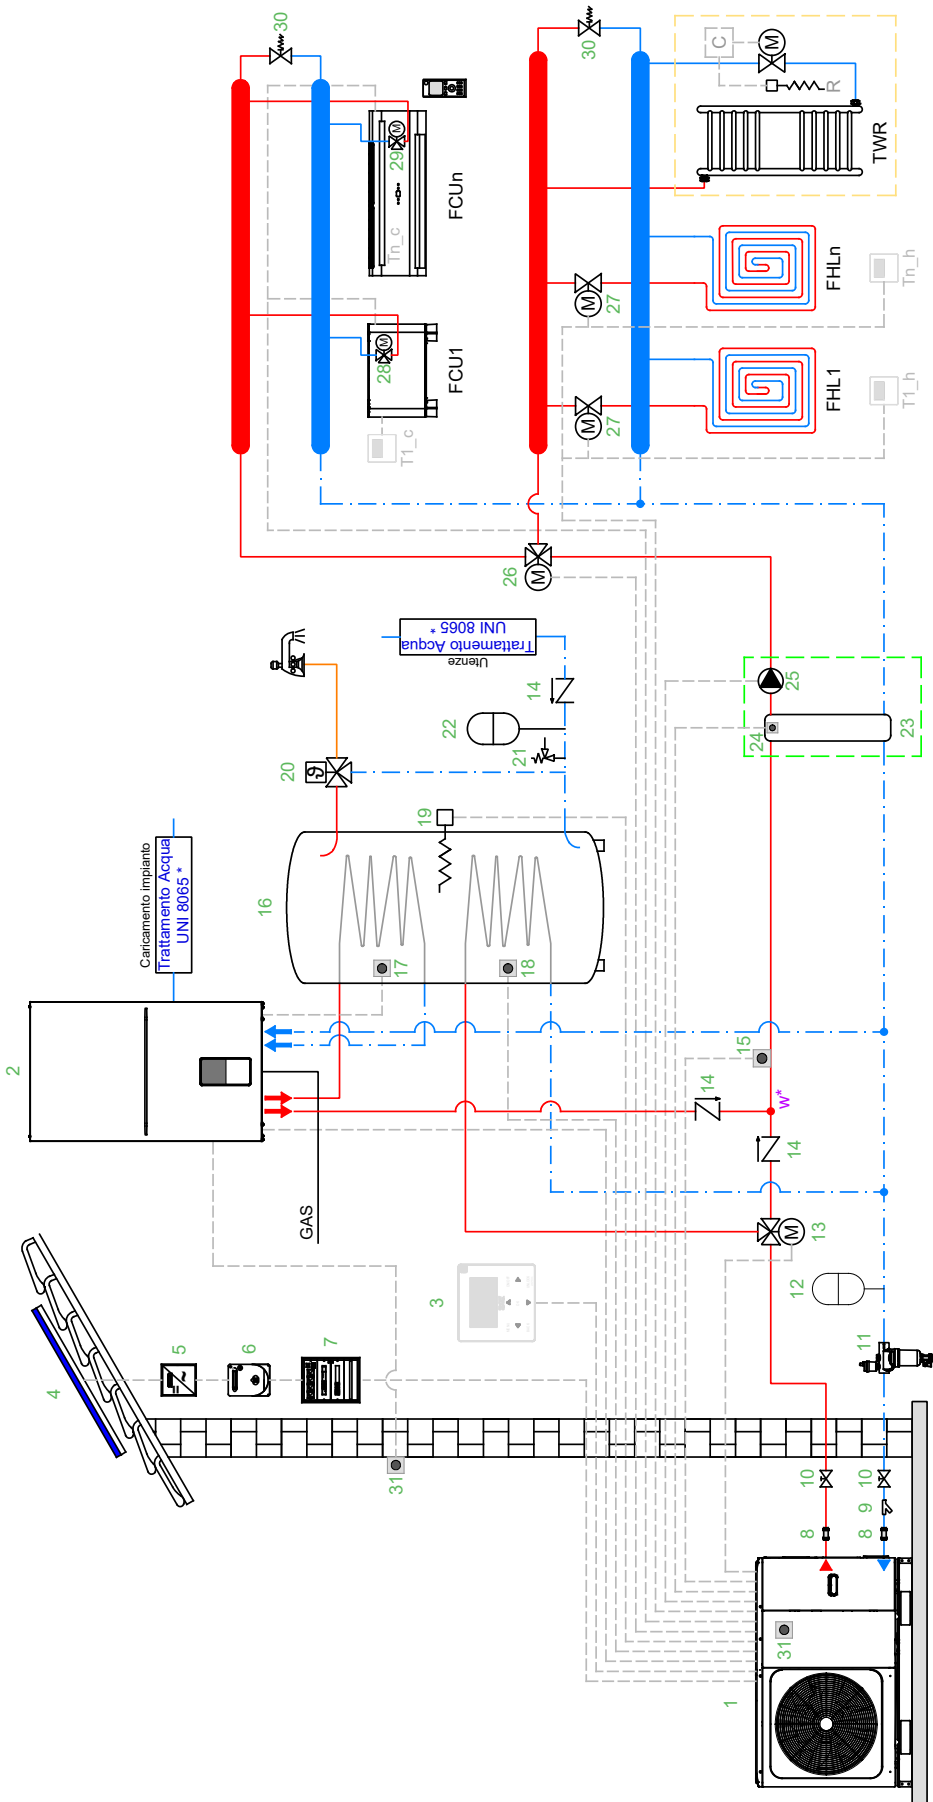 1
31
8
8
9
10
10
31
11
12
3
4
5
6
7
GAS
2
13
14
w*
14
15
Caricamento impianto
Trattamento Acqua
UNI 8065 *
16
17
18
19
20
21
22
14
Utenze
Trattamento Acqua
UNI 8065 *
23
24
25
26
M
M
27
M
27
M
28
M
29
M
30
30
T1_c
Tn_c
FCU1
FCUn
FHL1
FHLn
T1_h
Tn_h
TWR
C
M
R